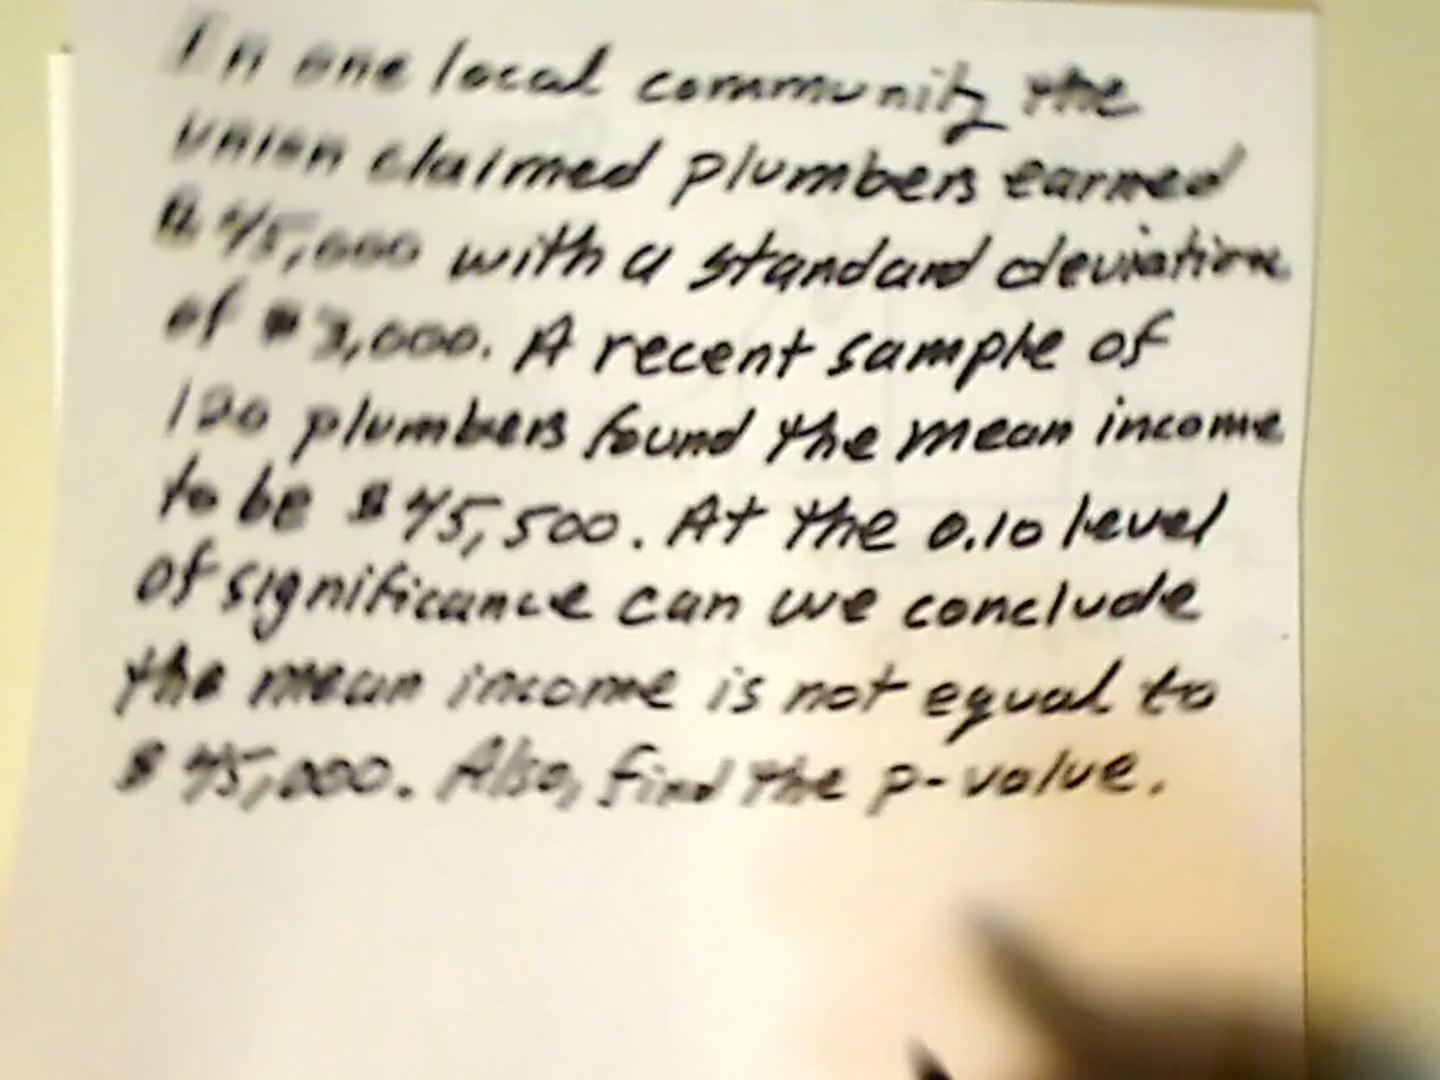 In one local community the
union claimed plumbers earned
$45,000 with a standard deviation
of $3,000. A recent sample of
120 plumbers found the mean income
to be $45,500. At the 0.10 level
of significance can we conclude
the mean income is not equal to
$45,000. Also, find the p-value.